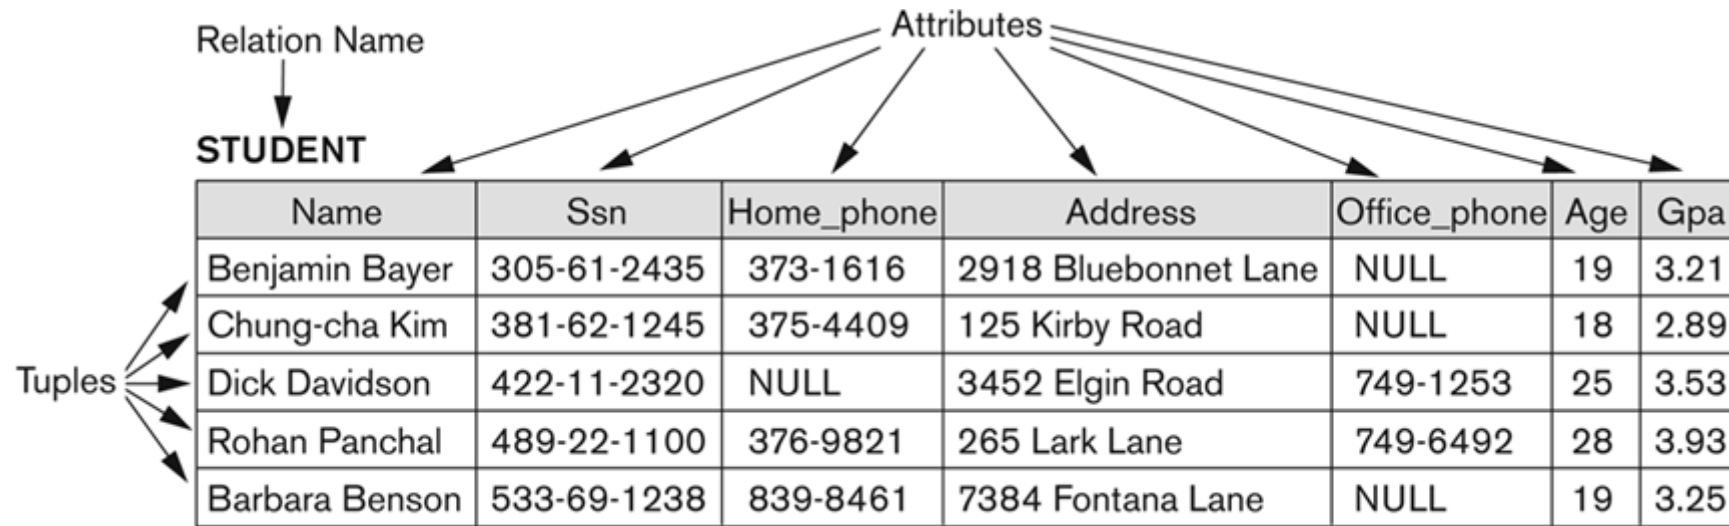 Attributes
Relation Name
STUDENT
Name Ssn Home_phone Address Office_phone Age Gpa
Benjamin Bayer 305-61-2435 373-1616 2918 Bluebonnet Lane NULL 19 3.21
Chung-cha Kim 381-62-1245 375-4409 125 Kirby Road NULL 18 2.89
Tuples Dick Davidson 422-11-2320 NULL 3452 Elgin Road 749-1253 25 3.53
Rohan Panchal 489-22-1100 376-9821 265 Lark Lane 749-6492 28 3.93
Barbara Benson 533-69-1238 839-8461 7384 Fontana Lane NULL 19 3.25